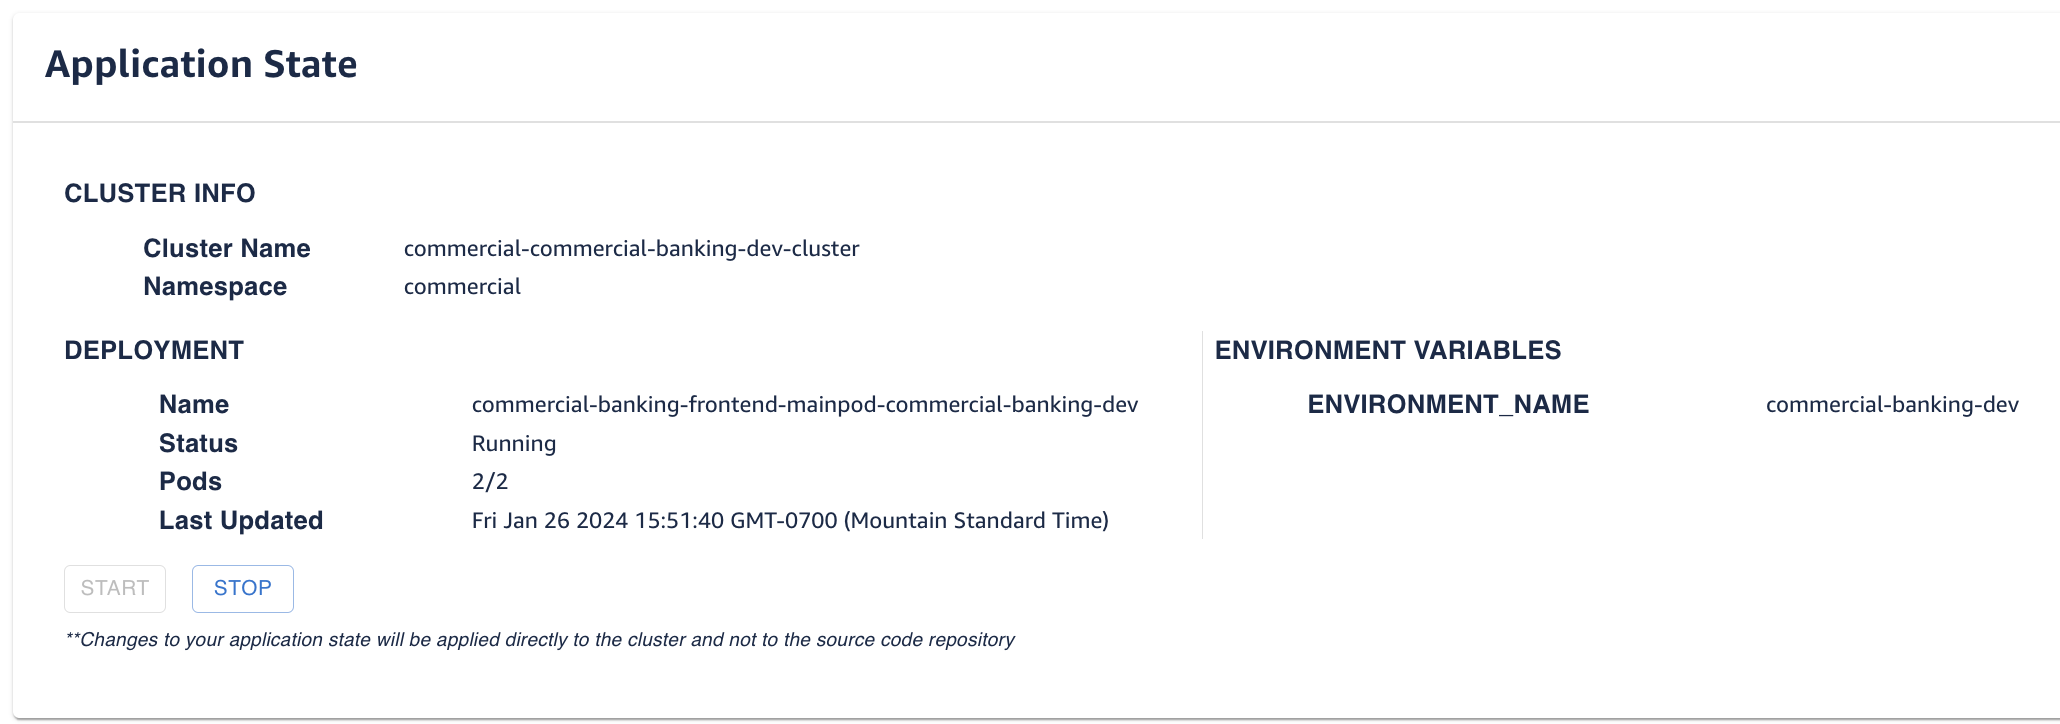 Application State
CLUSTER INFO
Cluster Name commercial-commercial-banking-dev-cluster
Namespace commercial
DEPLOYMENT
Name commercial-banking-frontend-mainpod-commercial-banking-dev
Status Running
Pods 2/2
Last Updated Fri Jan 26 2024 15:51:40 GMT-0700 (Mountain Standard Time)
ENVIRONMENT VARIABLES
ENVIRONMENT_NAME commercial-banking-dev
START STOP
**Changes to your application state will be applied directly to the cluster and not to the source code repository